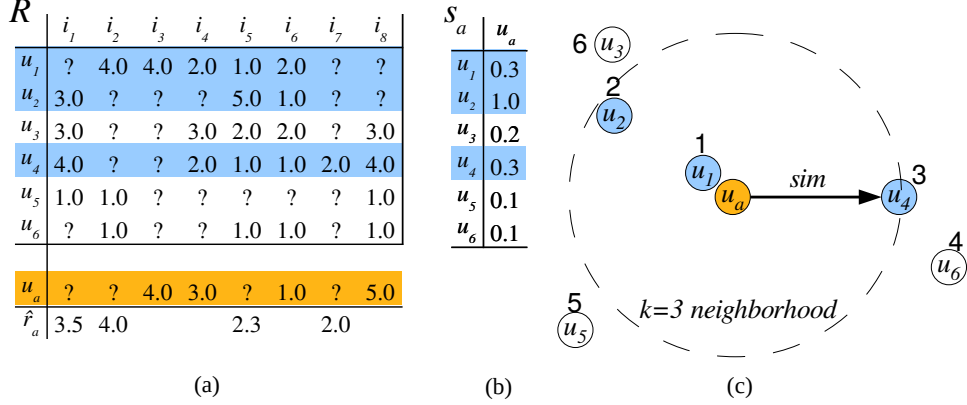 R i₁ i₂ i₃ i₄ i₅ i₆ i₇ i₈
u₁ ? 4.0 4.0 2.0 1.0 2.0 ? ?
u₂ 3.0 ? ? ? 5.0 1.0 ? ?
u₃ 3.0 ? ? 3.0 2.0 2.0 ? 3.0
u₄ 4.0 ? ? 2.0 1.0 1.0 2.0 4.0
u₅ 1.0 1.0 ? ? ? ? ? 1.0
u₆ ? 1.0 ? ? 1.0 1.0 ? 1.0
uₐ ? ? 4.0 3.0 ? 1.0 ? 5.0
r̂ₐ 3.5 4.0 2.3 2.0
(a)
sₐ uₐ
u₁ 0.3
u₂ 1.0
u₃ 0.2
u₄ 0.3
u₅ 0.1
u₆ 0.1
(b)
6 u₃
2
u₂
1
u₁
uₐ
sim
3
u₄
4
u₆
5
u₅
k=3 neighborhood
(c)